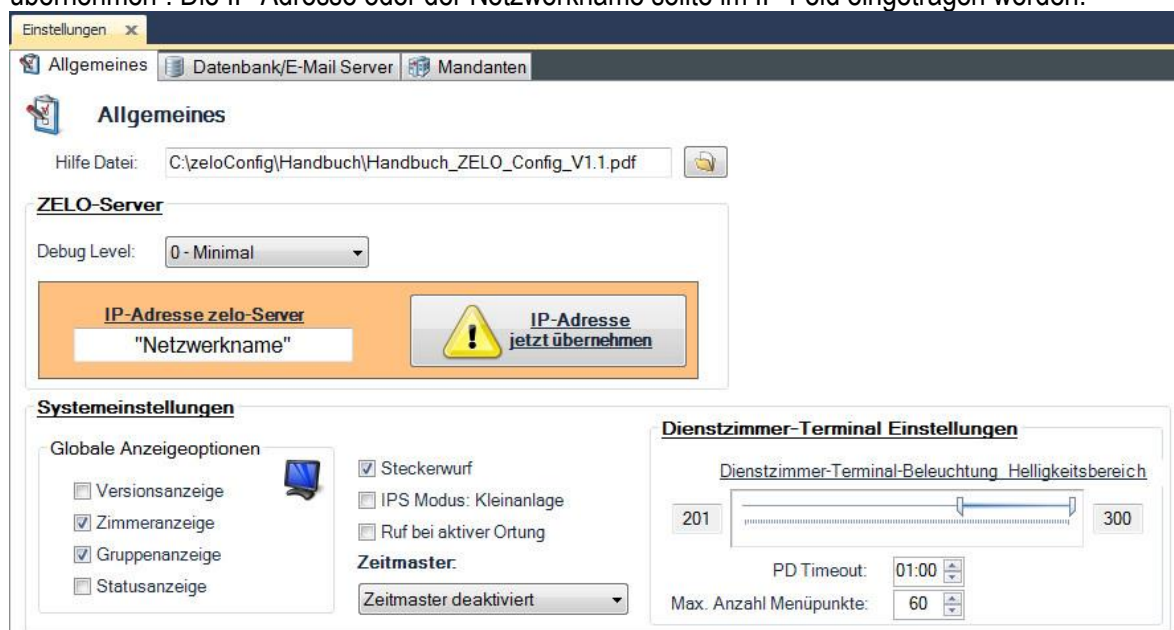 übernehmen". Die IP-Adresse oder der Netzwerkname sollte im IP-Feld eingetragen werden.
Einstellungen x
Allgemeines Datenbank/E-Mail Server Mandanten
Allgemeines
Hilfe Datei: C:\zeloConfig\Handbuch\Handbuch_ZELO_Config_V1.1.pdf
ZELO-Server
Debug Level: 0 - Minimal
IP-Adresse zelo-Server
"Netzwerkname"
IP-Adresse
jetzt übernehmen
Systemeinstellungen
Globale Anzeigeoptionen
Versionsanzeige
Zimmeranzeige
Gruppenanzeige
Statusanzeige
Steckerwurf
IPS Modus: Kleinanlage
Ruf bei aktiver Ortung
Zeitmaster:
Zeitmaster deaktiviert
Dienstzimmer-Terminal Einstellungen
Dienstzimmer-Terminal-Beleuchtung Helligkeitsbereich
201 300
PD Timeout: 01:00
Max. Anzahl Menüpunkte: 60